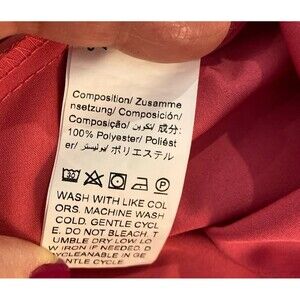 Composition/ Zusamme
nsetzung/ Composición/
Composição/ تكوين/ 成分:
100% Polyester/ Poliést
er/ بوليستر/ ポリエステル
WASH WITH LIKE COL
ORS. MACHINE WASH
COLD. GENTLE CYCL
E. DO NOT BLEACH. T
UMBLE DRY LOW. LO
W IRON IF NEEDED. D
RYCLEANABLE IN GE
NTLE CYCLE.